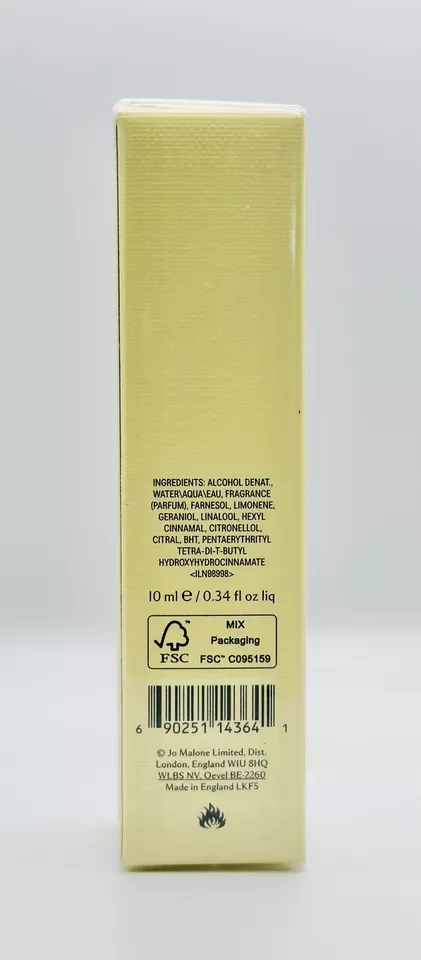 INGREDIENTS: ALCOHOL DENAT.,
WATER\AQUA\EAU, FRAGRANCE
(PARFUM), FARNESOL, LIMONENE,
GERANIOL, LINALOOL, HEXYL
CINNAMAL, CITRONELLOL,
CITRAL, BHT, PENTAERYTHRITYL
TETRA-DI-T-BUTYL
HYDROXYHYDROCINNAMATE
<ILN98998>
10 ml ℮ / 0.34 fl oz liq
MIX
Packaging
FSC™ C095159
FSC
6 90251 14364 1
© Jo Malone Limited, Dist.
London, England W1U 8HQ
WLBS NV. Oevel BE-2260
Made in England LKF5